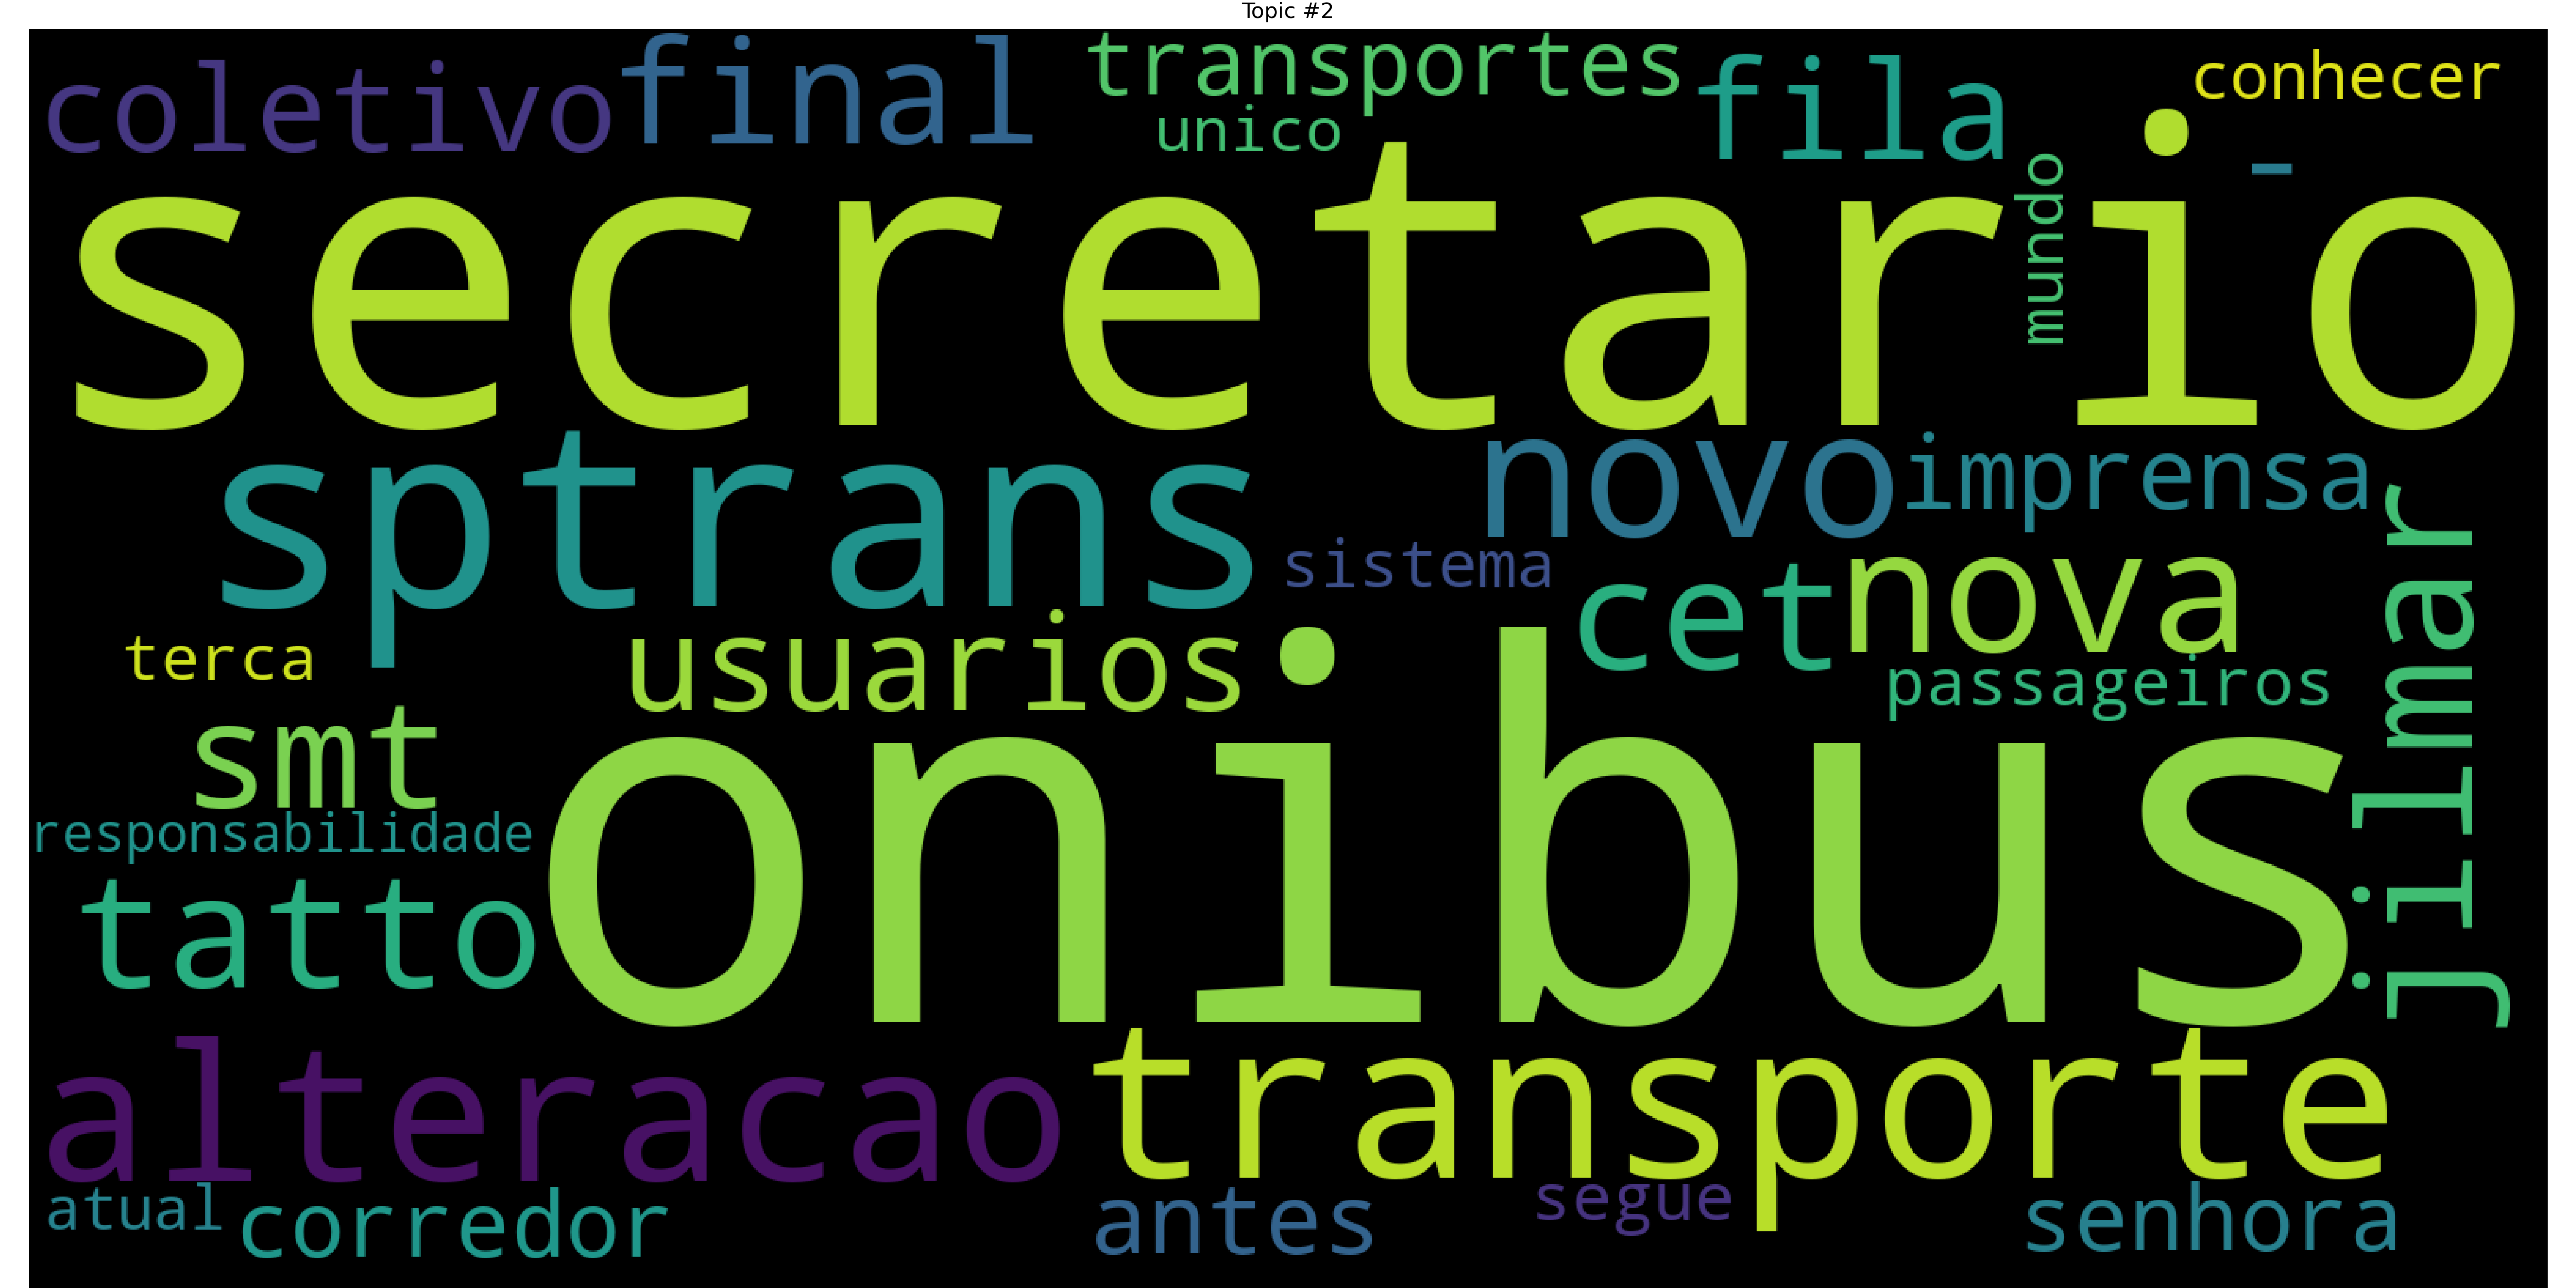 Topic #2
coletivo
final
transportes
unico
fila
conhecer
-
mundo
secretario
sptrans
novo
imprensa
sistema
cet
nova
jilmar
terca
usuarios
passageiros
smt
onibus
responsabilidade
tatto
alteracao
transporte
atual
corredor
antes
segue
senhora